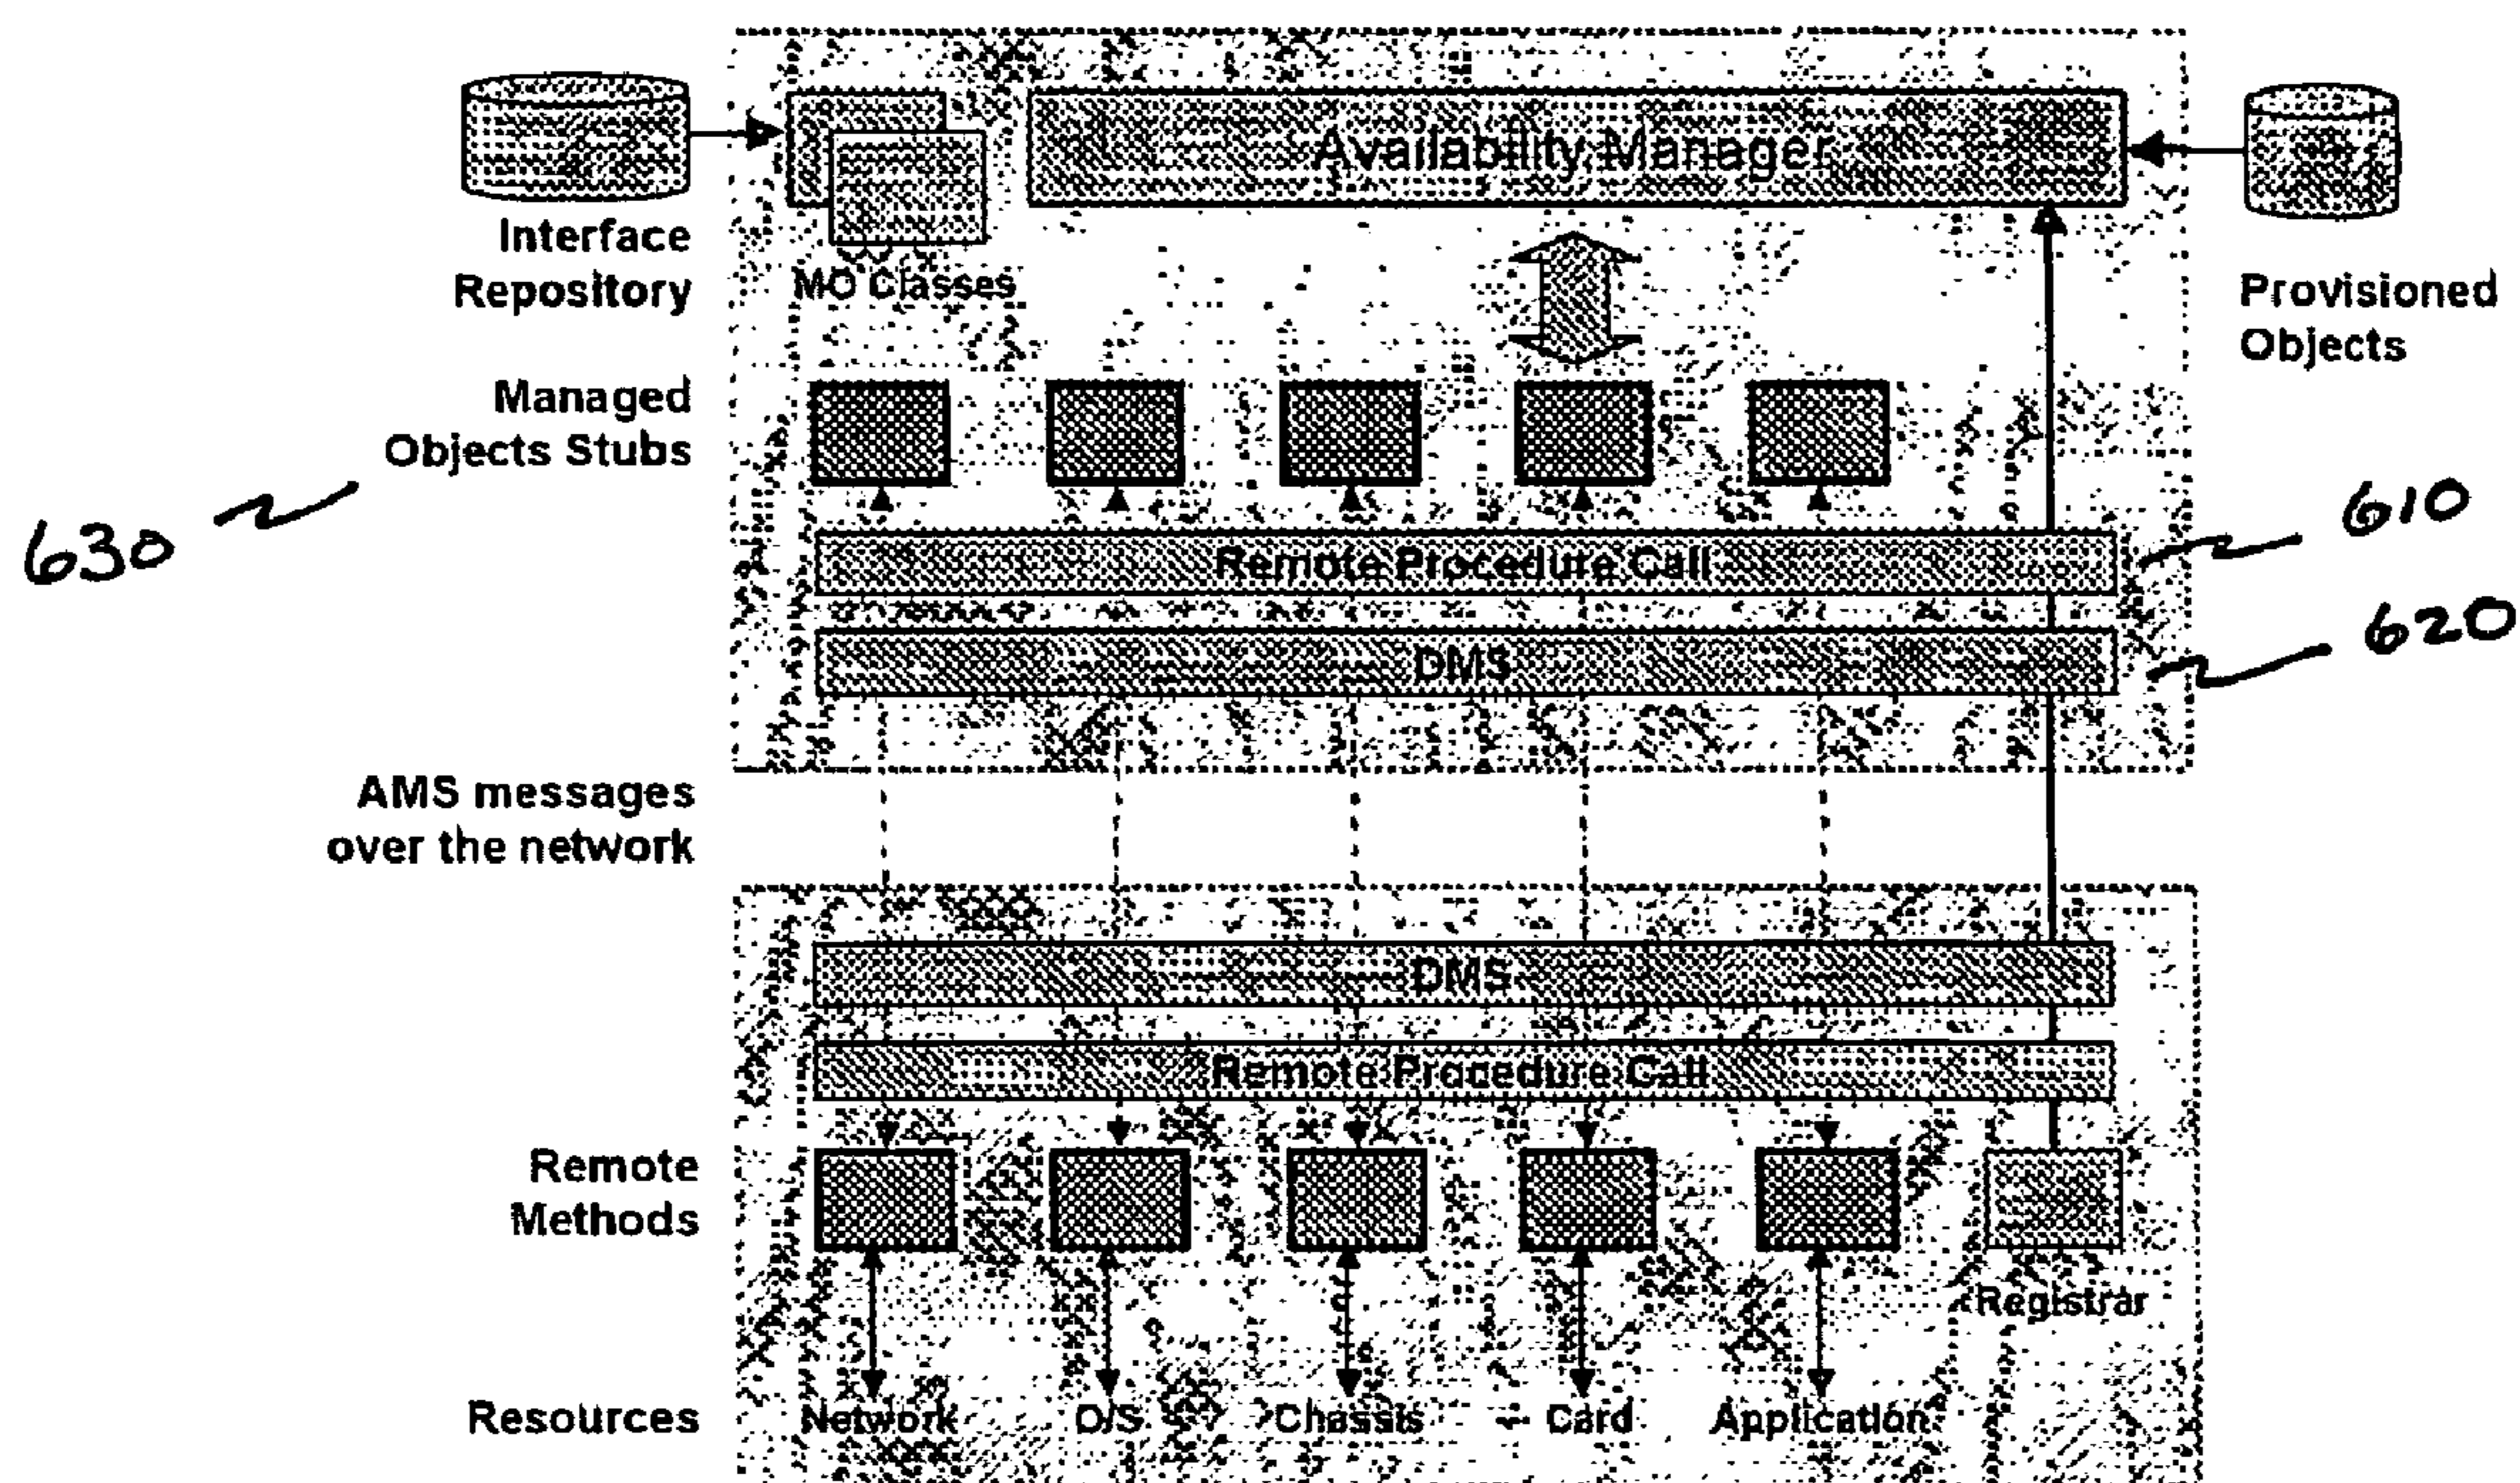 Availability Manager
Interface
Repository
MO Classes
Provisioned
Objects
Managed
Objects Stubs
630
610
Remote Procedure Call
620
DMS
AMS messages
over the network
DMS
Remote Procedure Call
Remote
Methods
Registrar
Resources
Network
O/S
Chassis
Card
Application